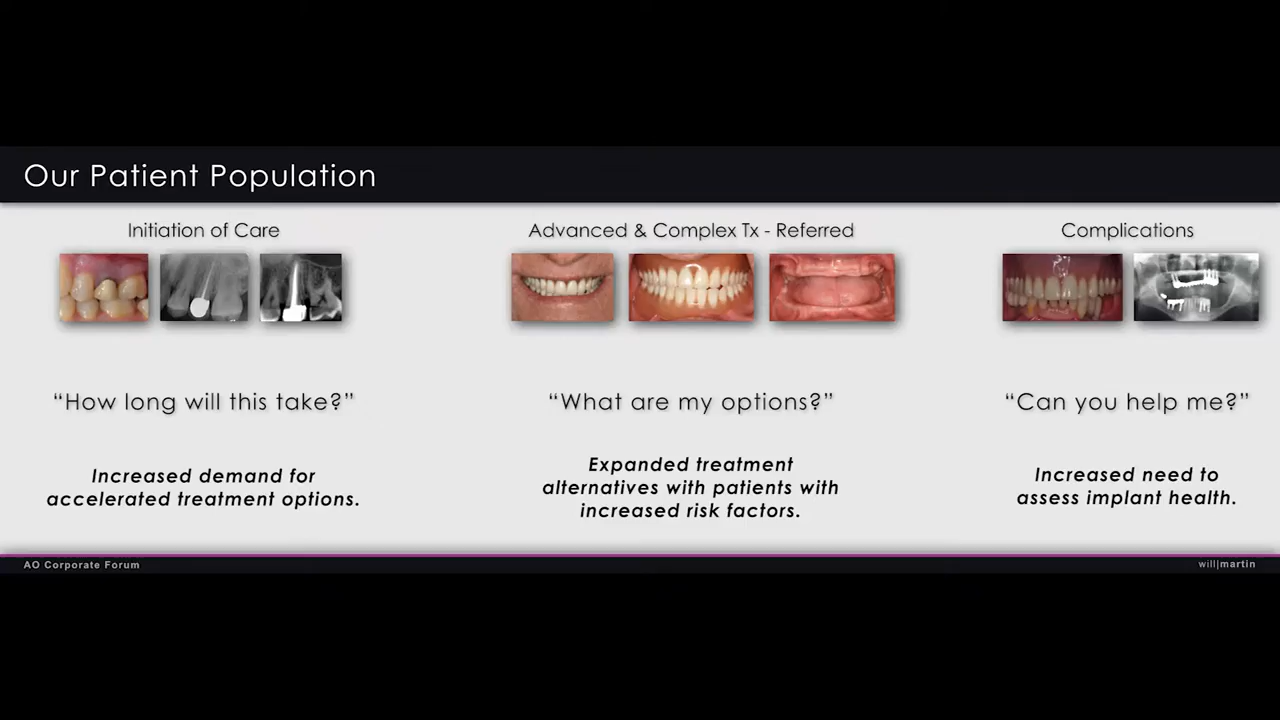 Our Patient Population
Initiation of Care
“How long will this take?”
Increased demand for
accelerated treatment options.
Advanced & Complex Tx - Referred
“What are my options?”
Expanded treatment
alternatives with patients with
increased risk factors.
Complications
“Can you help me?”
Increased need to
assess implant health.
AO Corporate Forum
will|martin